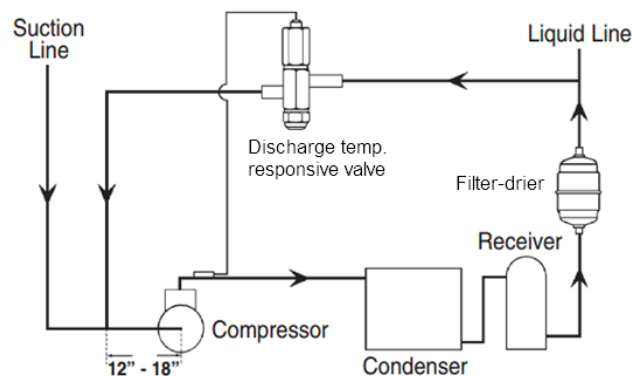 Suction
Line
Liquid Line
Discharge temp.
responsive valve
Filter-drier
Receiver
Compressor
Condenser
12” - 18”